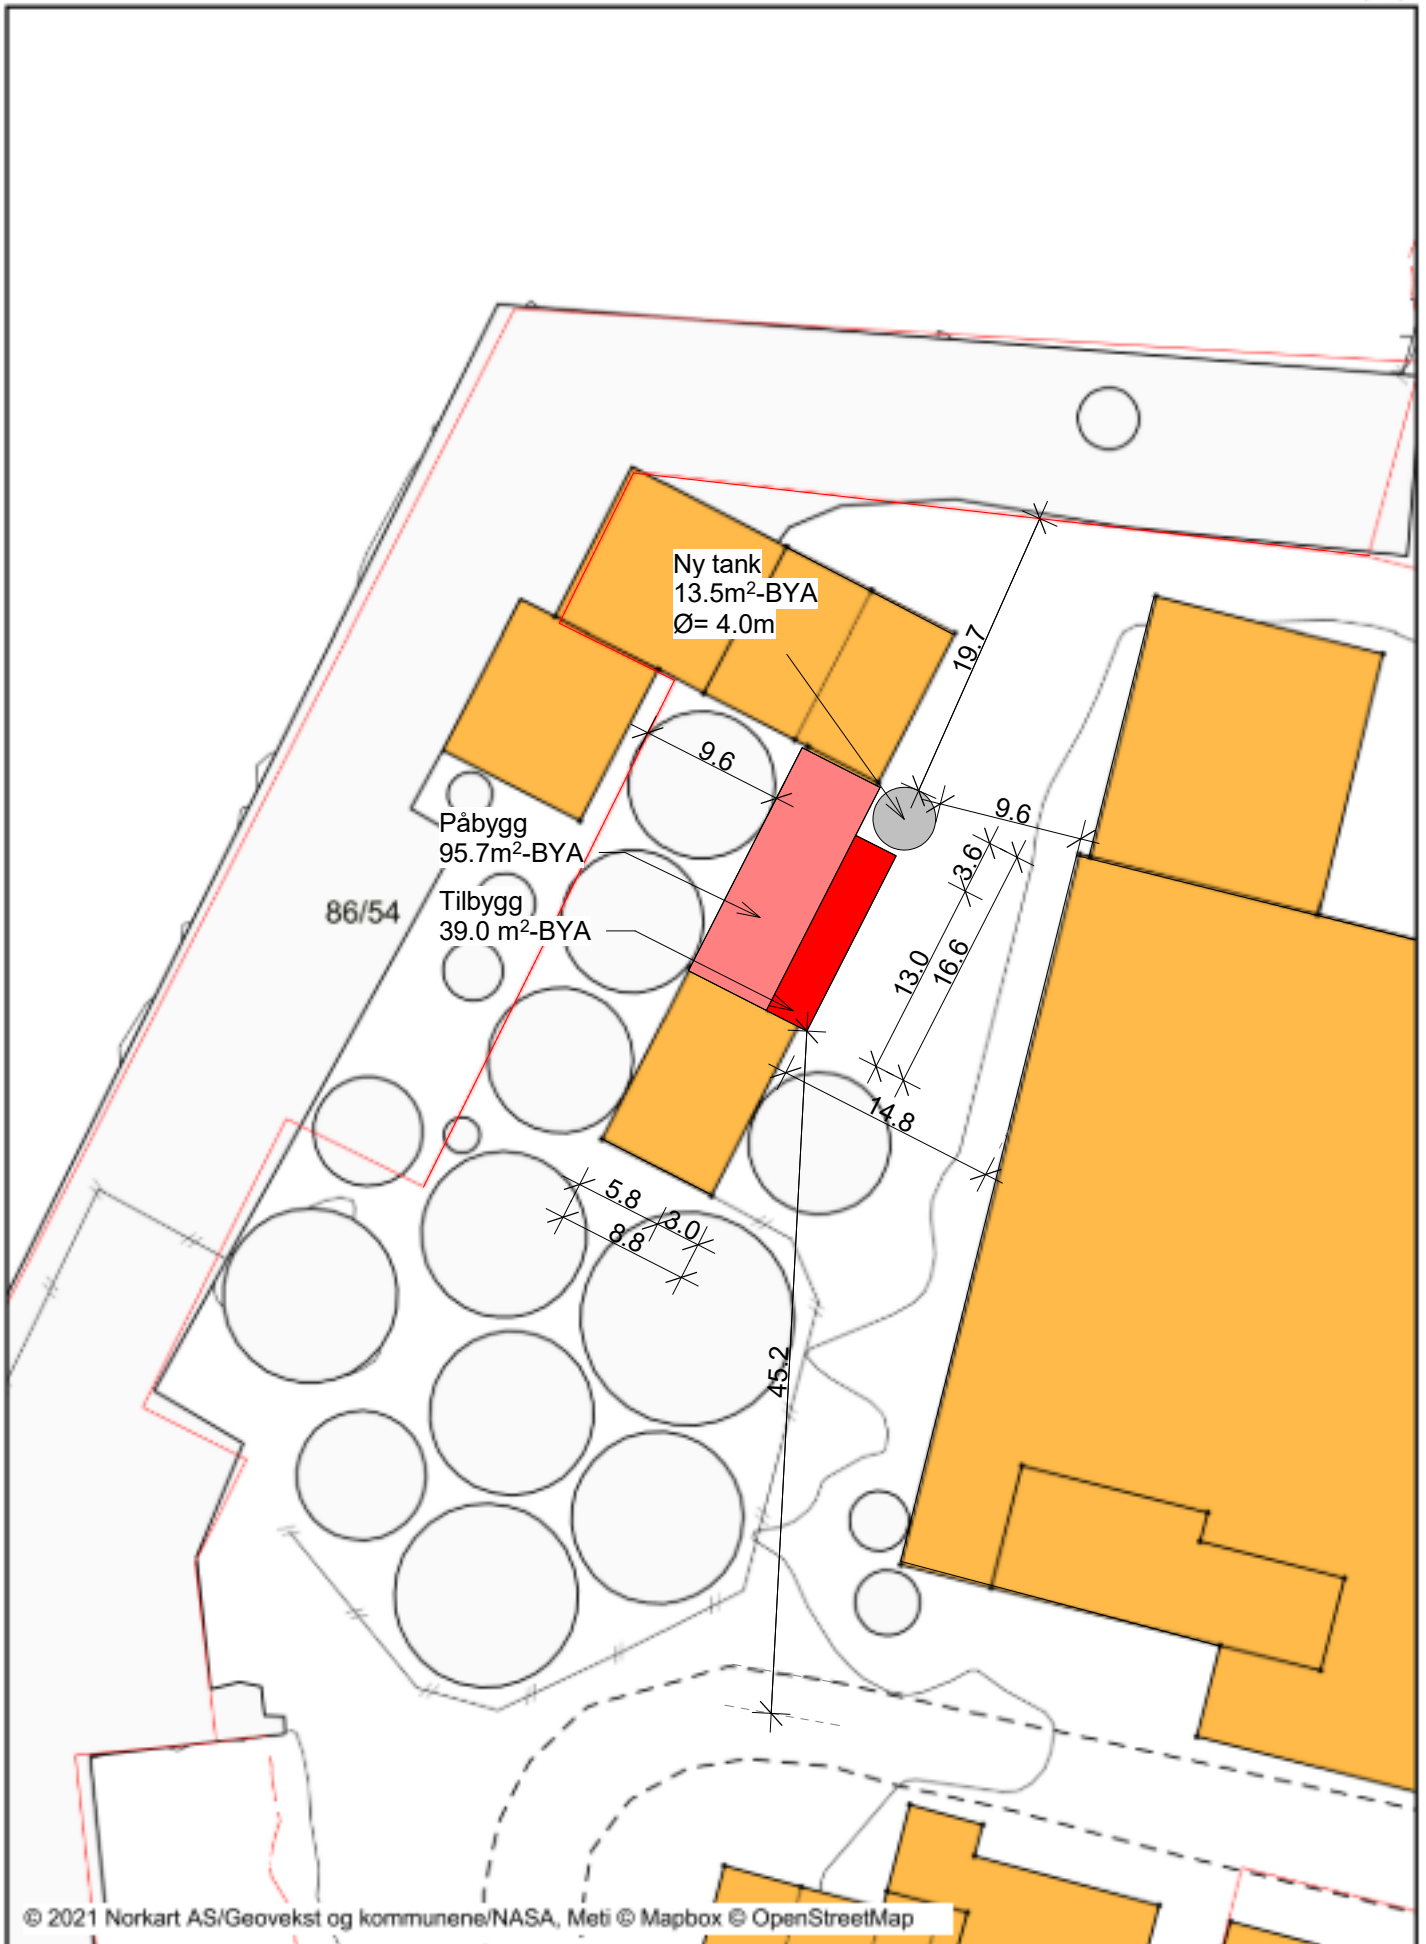 Ny tank
13.5m²-BYA
Ø= 4.0m
19.7
9.6
9.6
Påbygg
95.7m²-BYA
3.6
Tilbygg
39.0 m²-BYA
86/54
13.0
16.6
14.8
5.8
3.0
8.8
45.2
© 2021 Norkart AS/Geovekst og kommunene/NASA, Meti © Mapbox © OpenStreetMap